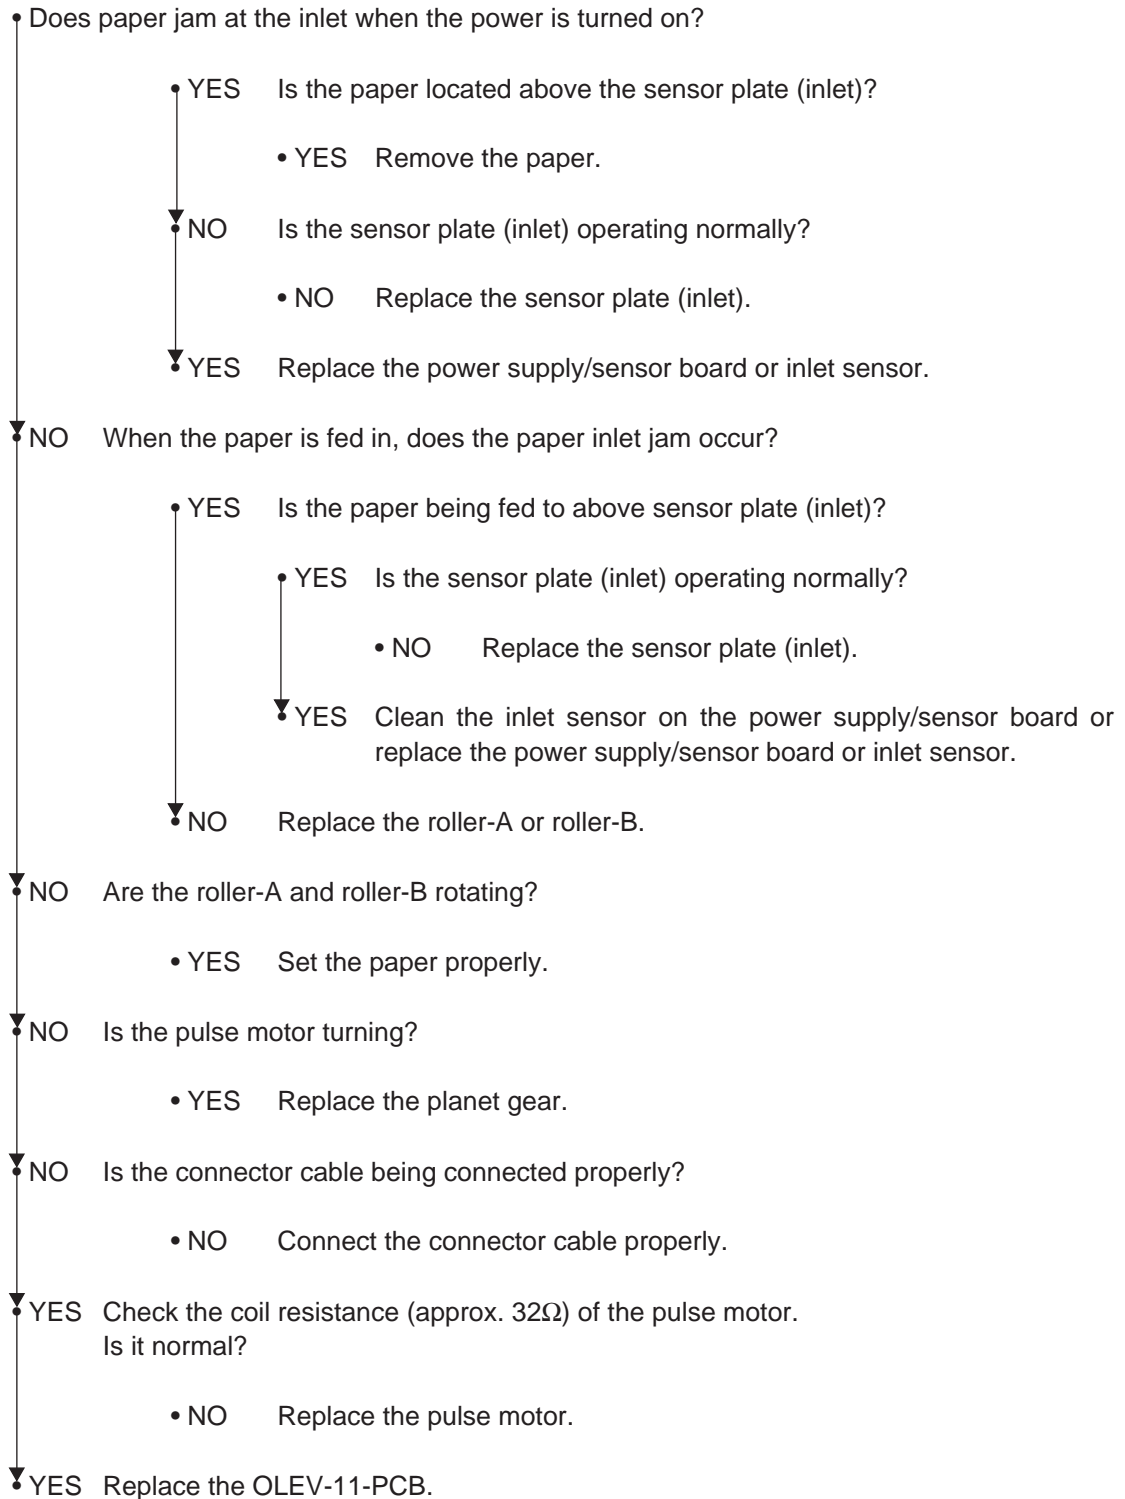 • Does paper jam at the inlet when the power is turned on?
• YES Is the paper located above the sensor plate (inlet)?
• YES Remove the paper.
• NO Is the sensor plate (inlet) operating normally?
• NO Replace the sensor plate (inlet).
• YES Replace the power supply/sensor board or inlet sensor.
• NO When the paper is fed in, does the paper inlet jam occur?
• YES Is the paper being fed to above sensor plate (inlet)?
• YES Is the sensor plate (inlet) operating normally?
• NO Replace the sensor plate (inlet).
• YES Clean the inlet sensor on the power supply/sensor board or
replace the power supply/sensor board or inlet sensor.
• NO Replace the roller-A or roller-B.
• NO Are the roller-A and roller-B rotating?
• YES Set the paper properly.
• NO Is the pulse motor turning?
• YES Replace the planet gear.
• NO Is the connector cable being connected properly?
• NO Connect the connector cable properly.
• YES Check the coil resistance (approx. 32Ω) of the pulse motor.
Is it normal?
• NO Replace the pulse motor.
• YES Replace the OLEV-11-PCB.